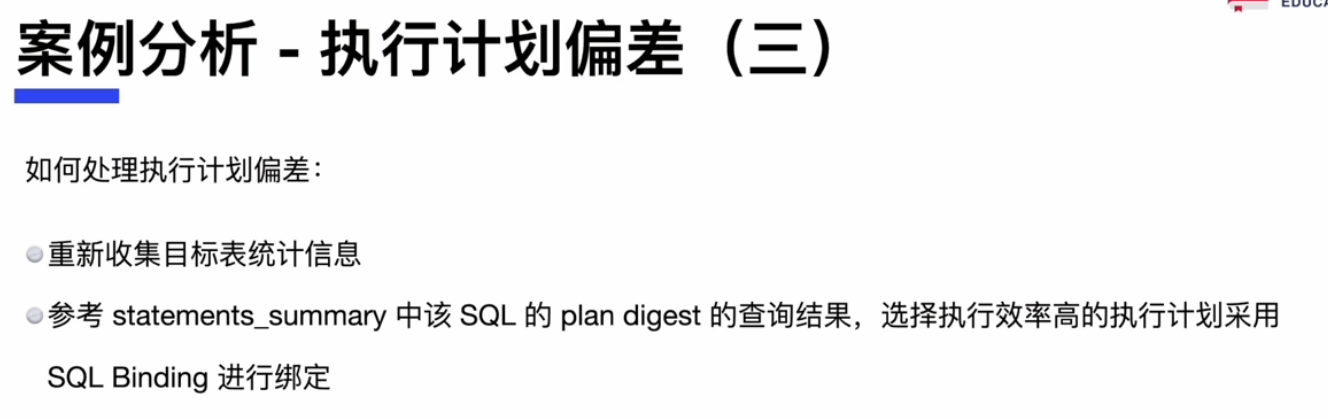 案例分析 - 执行计划偏差（三）
如何处理执行计划偏差：
重新收集目标表统计信息
参考 statements_summary 中该 SQL 的 plan digest 的查询结果，选择执行效率高的执行计划采用
SQL Binding 进行绑定